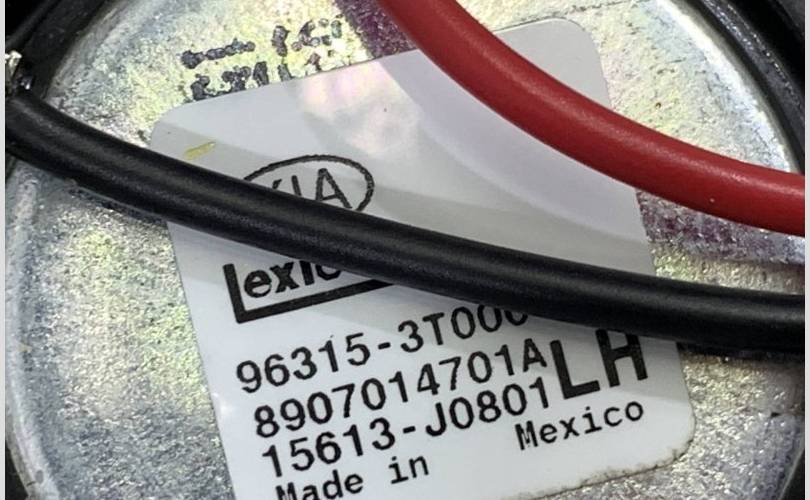 KIA
96315-3T000
8907014701A
LH
15613-J0801
Made in Mexico